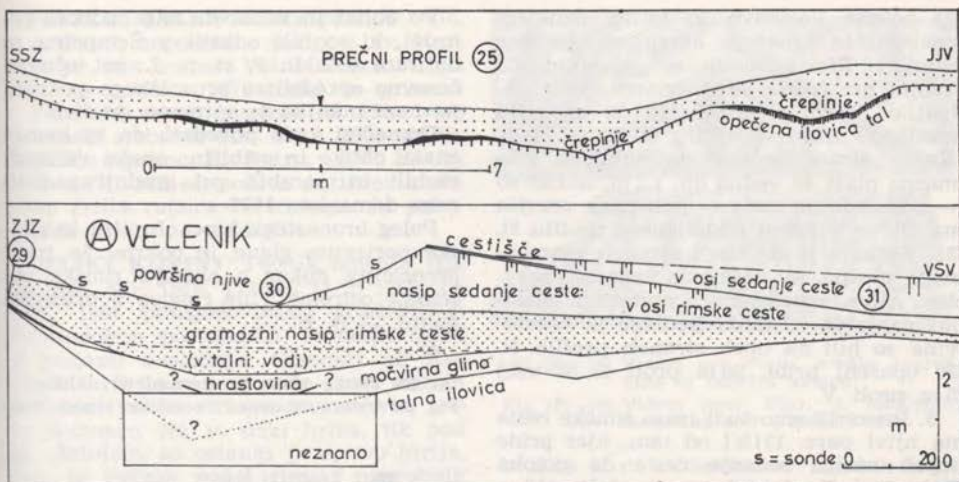 SSZ
PREČNI PROFIL 25
JJV
črepinje
črepinje
opečena ilovica
tal
0 m 7
ZJZ
A VELENIK
29
cestišče
s
površina njive
30
v osi sedanje ceste
VSV
nasip sedanje ceste:
31
s s s
v osi rimske ceste
gramozni nasip rimske ceste
(v talni vodi)
? hrastovina ?
močvirna glina
talna ilovica
?
neznano
2
m
s = sonde 0 20 0